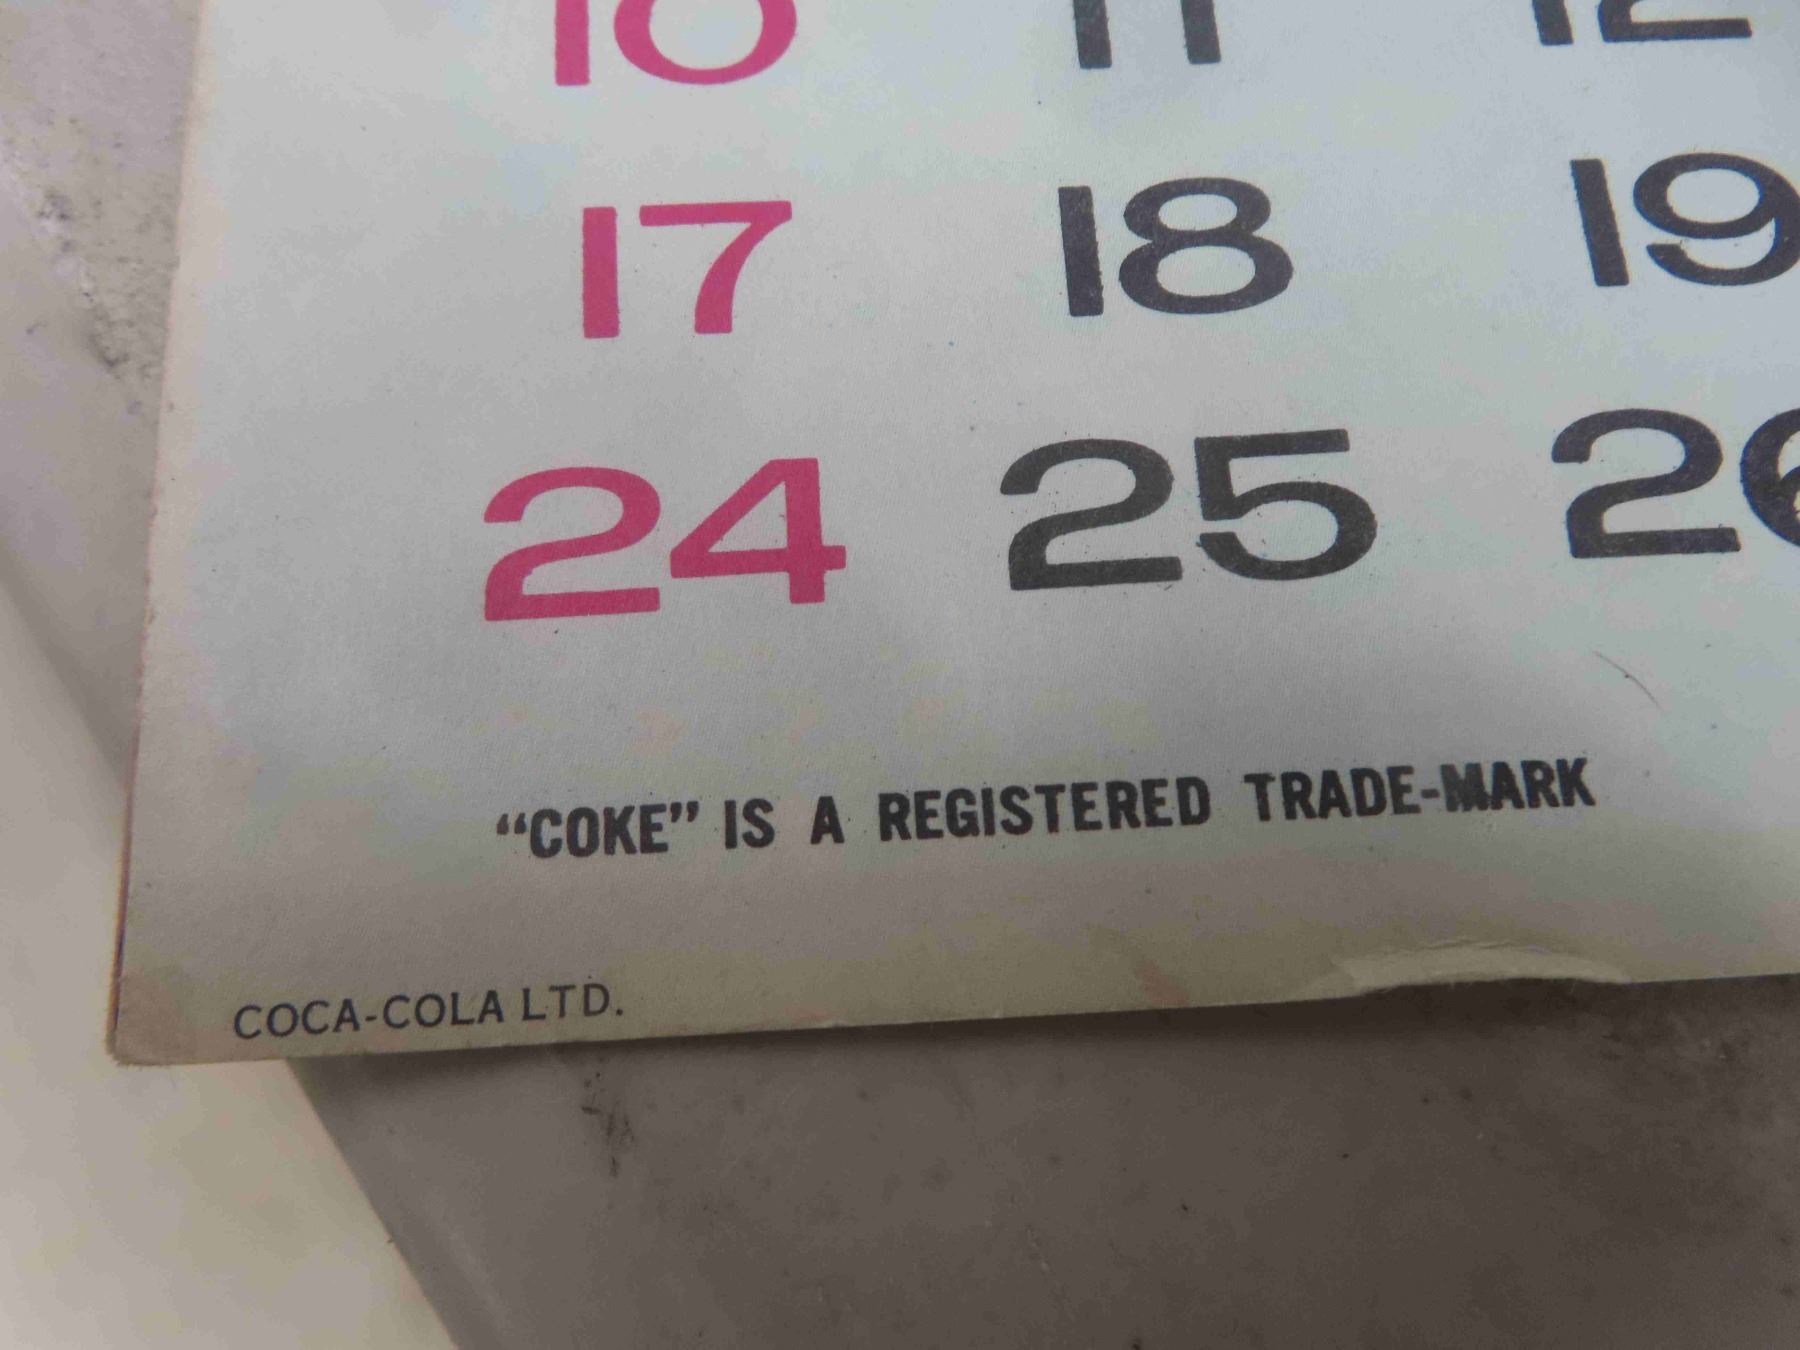 10 11 12
17 18 19
24 25 26
“COKE” IS A REGISTERED TRADE-MARK
COCA-COLA LTD.